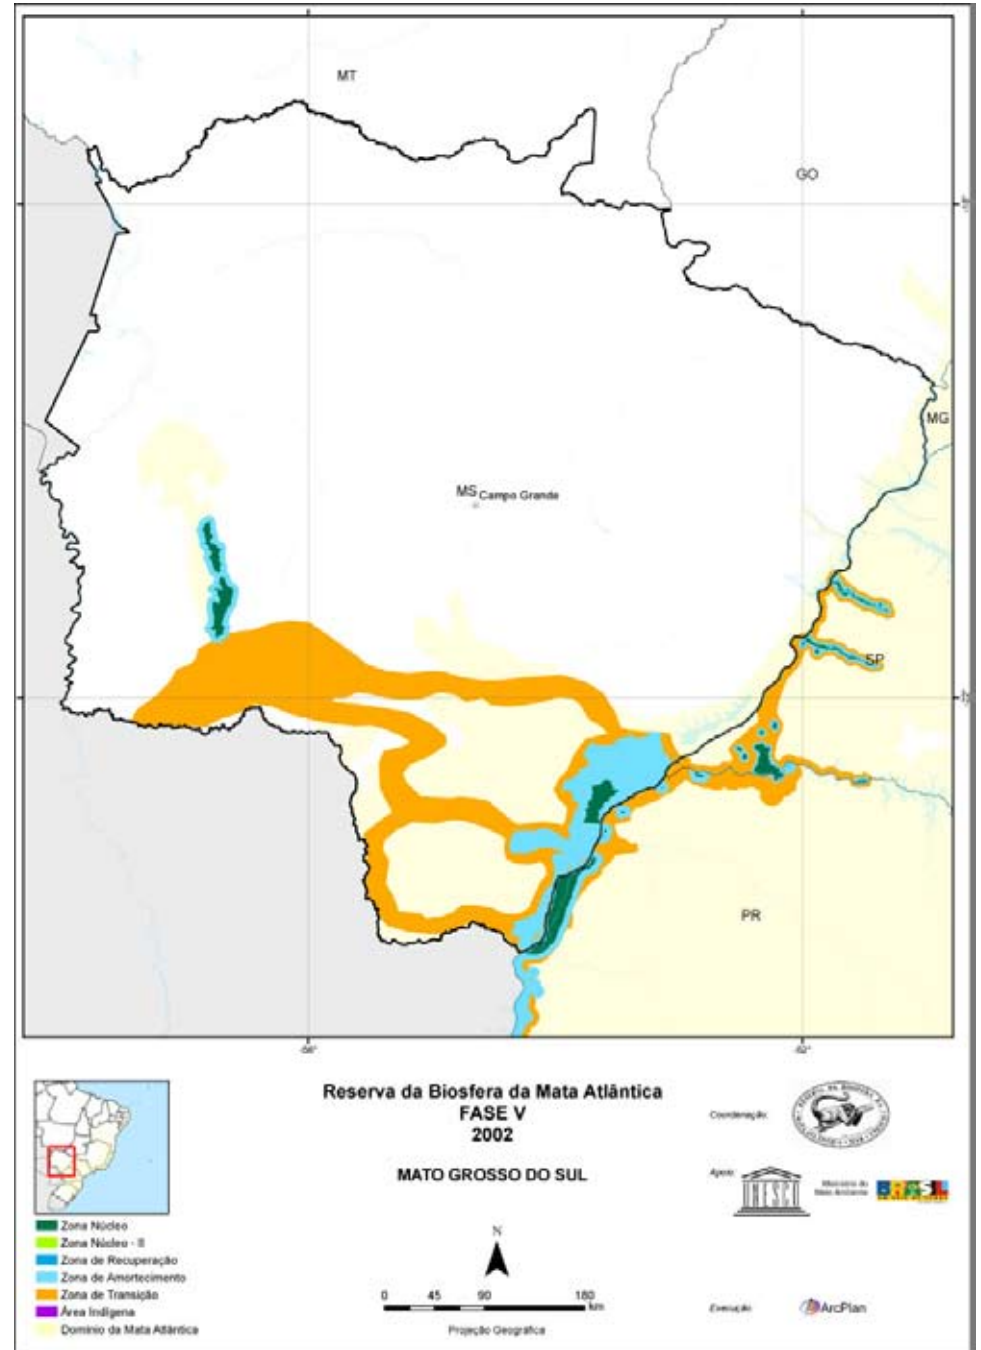 MT
GO
MG
MS Campo Grande
SP
PR
Reserva da Biosfera da Mata Atlântica
FASE V
2002
MATO GROSSO DO SUL
Zona Núcleo
Zona Núcleo - II
Zona de Recuperação
Zona de Amortecimento
Zona de Transição
Área Indígena
Domínio da Mata Atlântica
N
0 45 90 180
km
Projeção Geográfica
Coordenação:
Apoio:
UNESCO
Ministério do
Meio Ambiente
BRASIL
Execução:
ArcPlan